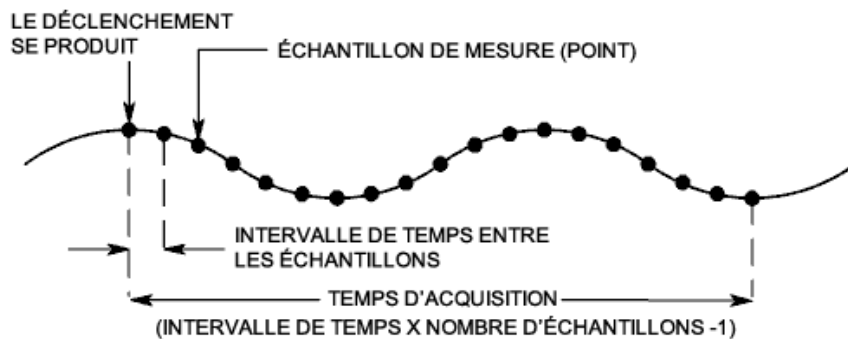 LE DÉCLENCHEMENT
SE PRODUIT
ÉCHANTILLON DE MESURE (POINT)
INTERVALLE DE TEMPS ENTRE
LES ÉCHANTILLONS
TEMPS D'ACQUISITION
(INTERVALLE DE TEMPS X NOMBRE D'ÉCHANTILLONS -1)